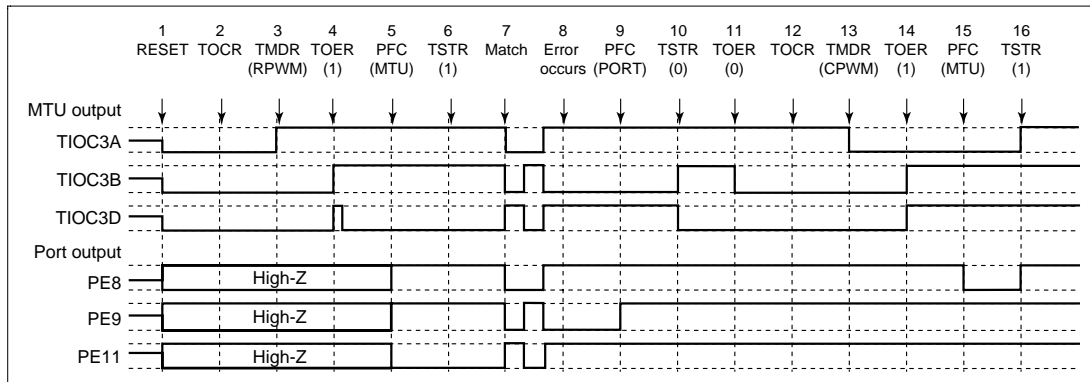 1 2 3 4 5 6 7 8 9 10 11 12 13 14 15 16
RESET TOCR TMDR TOER PFC TSTR Match Error PFC TSTR TOER TOCR TMDR TOER PFC TSTR
(RPWM) (1) (MTU) (1) occurs (PORT) (0) (0) (CPWM) (1) (MTU) (1)
MTU output
TIOC3A
TIOC3B
TIOC3D
Port output
PE8 High-Z
PE9 High-Z
PE11 High-Z